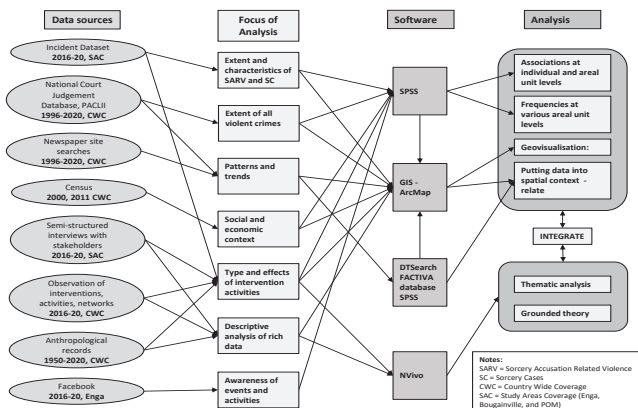 Data sources
Focus of
Analysis
Software
Analysis
Incident Dataset
2016-20, SAC
National Court
Judgement
Database, PACLII
1996-2020, CWC
Newspaper site
searches
1996-2020, CWC
Census
2000, 2011 CWC
Semi-structured
interviews with
stakeholders
2016-20, SAC
Observation of
interventions,
activities, networks
2016-20, CWC
Anthropological
records
1950-2020, CWC
Facebook
2016-20, Enga
Extent and
characteristics of
SARV and SC
Extent of all
violent crimes
Patterns and
trends
Social and
economic
context
Type and effects
of intervention
activities
Descriptive
analysis of rich
data
Awareness of
events and
activities
SPSS
GIS -
ArcMap
DTSearch
FACTIVA
database
SPSS
NVivo
Associations at
individual and areal
unit levels
Frequencies at
various areal unit
levels
Geovisualisation:
Putting data into
spatial context -
relate
INTEGRATE
Thematic analysis
Grounded theory
Notes:
SARV = Sorcery Accusation Related Violence
SC = Sorcery Cases
CWC = Country Wide Coverage
SAC = Study Areas Coverage (Enga,
Bougainville, and POM)